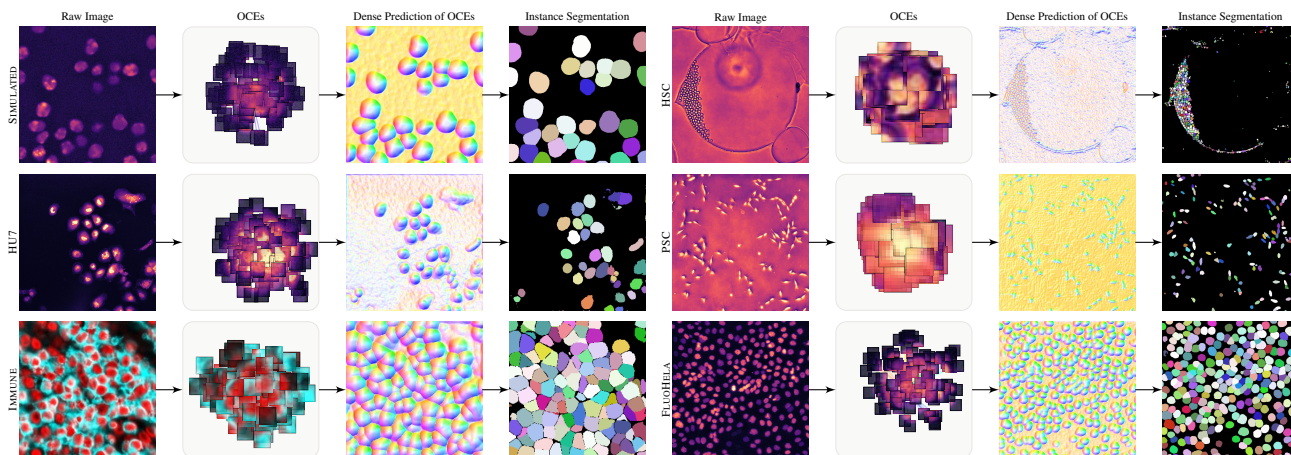 Raw Image OCEs Dense Prediction of OCEs Instance Segmentation Raw Image OCEs Dense Prediction of OCEs Instance Segmentation
SIMULATED
HSC
HU7
PSC
IMMUNE
FLUOHELA